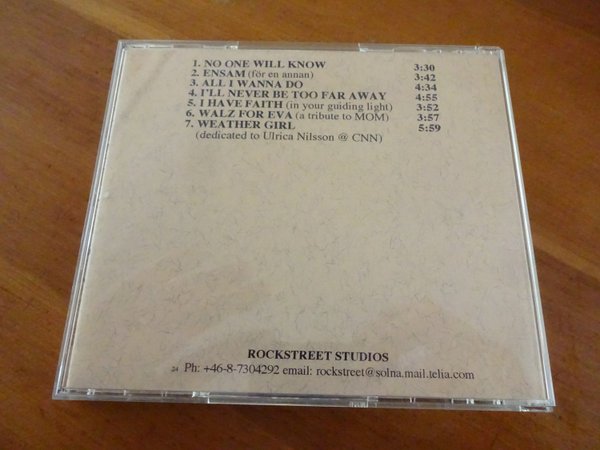 1. NO ONE WILL KNOW 3:30
2. ENSAM (för en annan) 3:42
3. ALL I WANNA DO 4:34
4. I'LL NEVER BE TOO FAR AWAY 4:55
5. I HAVE FAITH (in your guiding light) 3:52
6. WALZ FOR EVA (a tribute to MOM) 3:57
7. WEATHER GIRL 5:59
(dedicated to Ulrica Nilsson @ CNN)
ROCKSTREET STUDIOS
24 Ph: +46-8-7304292 email: rockstreet@solna.mail.telia.com